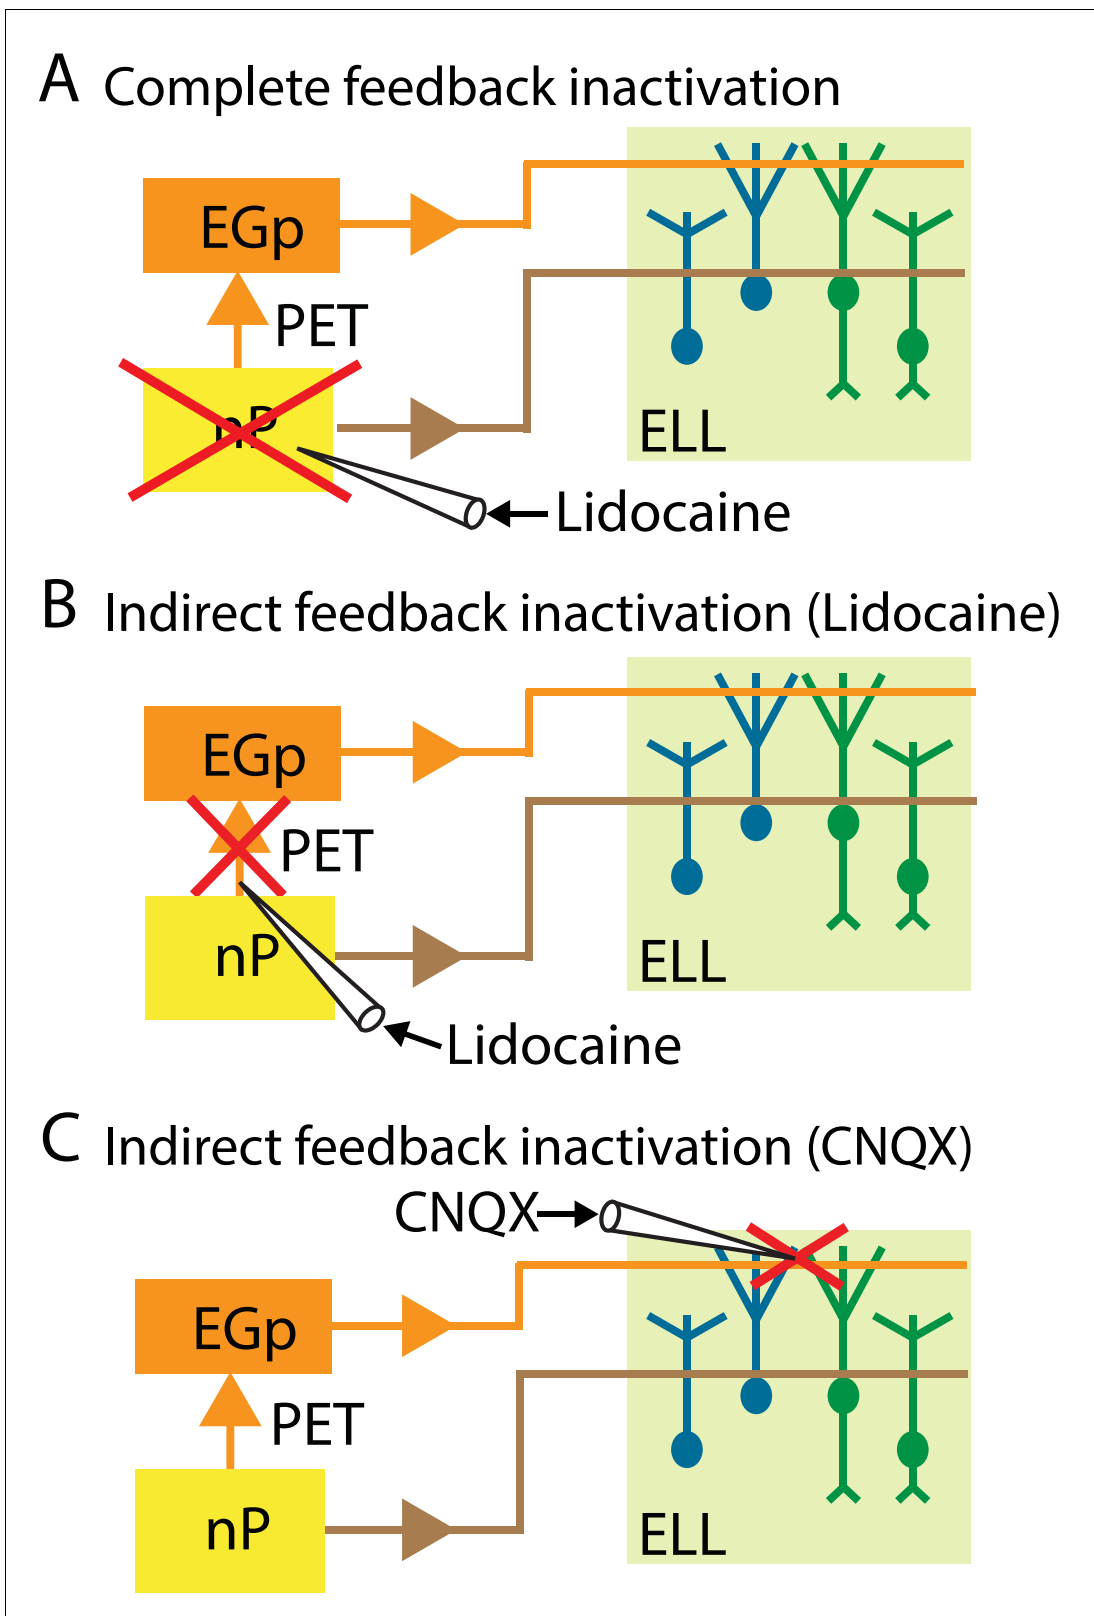 A Complete feedback inactivation
EGp
PET
nP
ELL
Lidocaine
B Indirect feedback inactivation (Lidocaine)
EGp
PET
nP
ELL
Lidocaine
C Indirect feedback inactivation (CNQX)
CNQX
EGp
PET
nP
ELL